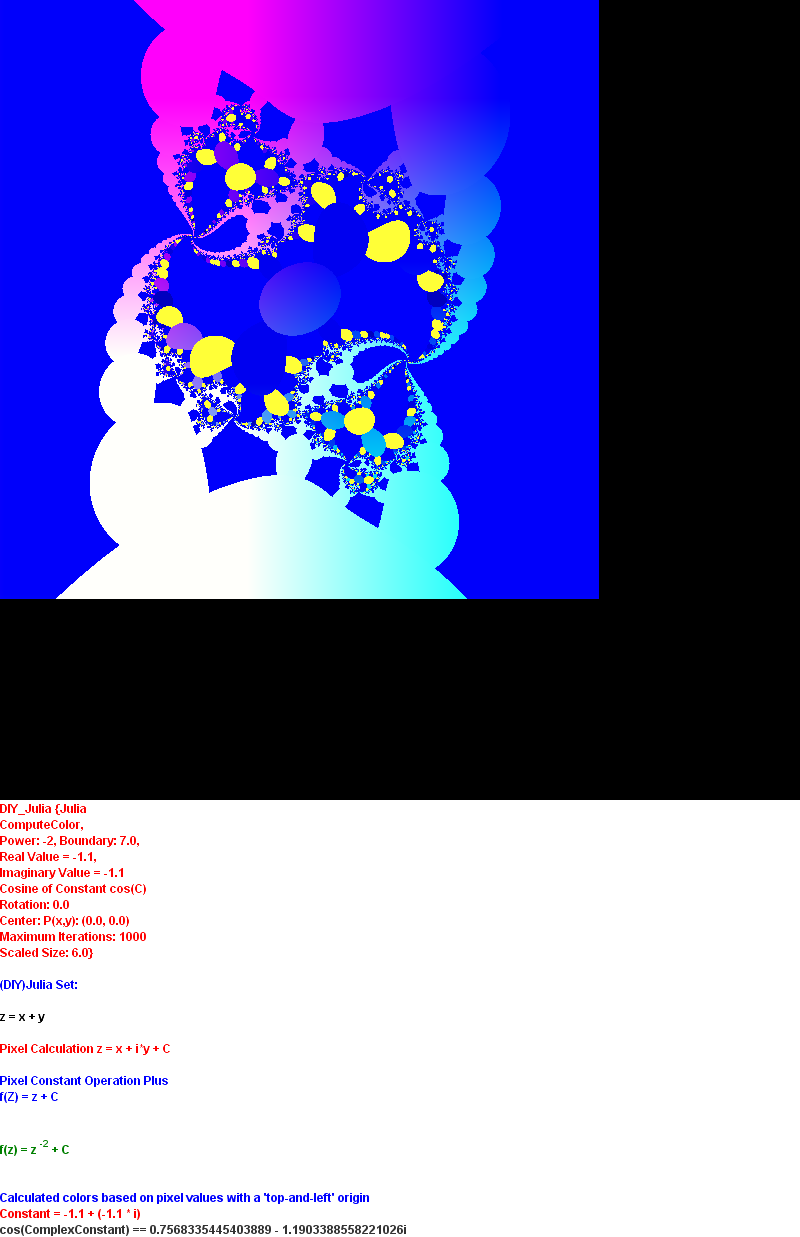 DIY_Julia {Julia
ComputeColor,
Power: -2, Boundary: 7.0,
Real Value = -1.1,
Imaginary Value = -1.1
Cosine of Constant cos(C)
Rotation: 0.0
Center: P(x,y): (0.0, 0.0)
Maximum Iterations: 1000
Scaled Size: 6.0}
(DIY)Julia Set:
z = x + y
Pixel Calculation z = x + i*y + C
Pixel Constant Operation Plus
f(Z) = z + C
f(z) = z -2 + C
Calculated colors based on pixel values with a 'top-and-left' origin
Constant = -1.1 + (-1.1 * i)
cos(ComplexConstant) == 0.7568335445403889 - 1.1903388558221026i